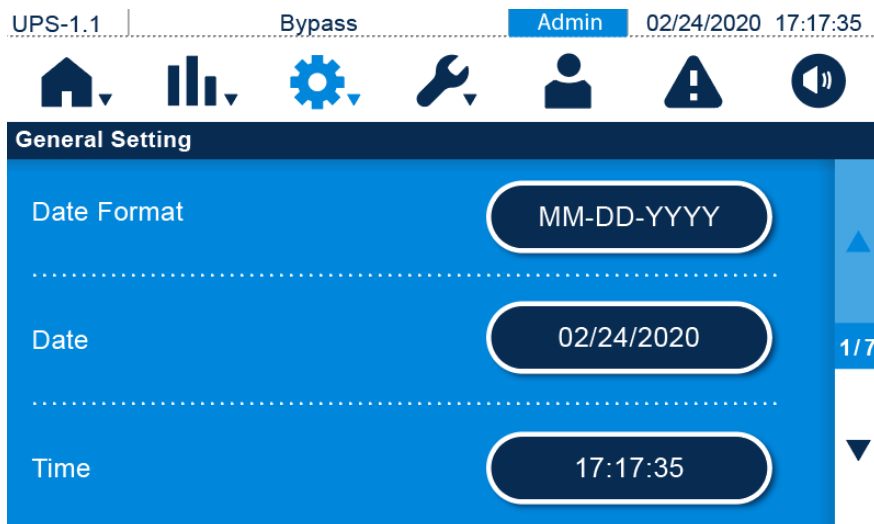 UPS-1.1 Bypass Admin 02/24/2020 17:17:35
General Setting
Date Format MM-DD-YYYY
Date 02/24/2020
1/7
Time 17:17:35